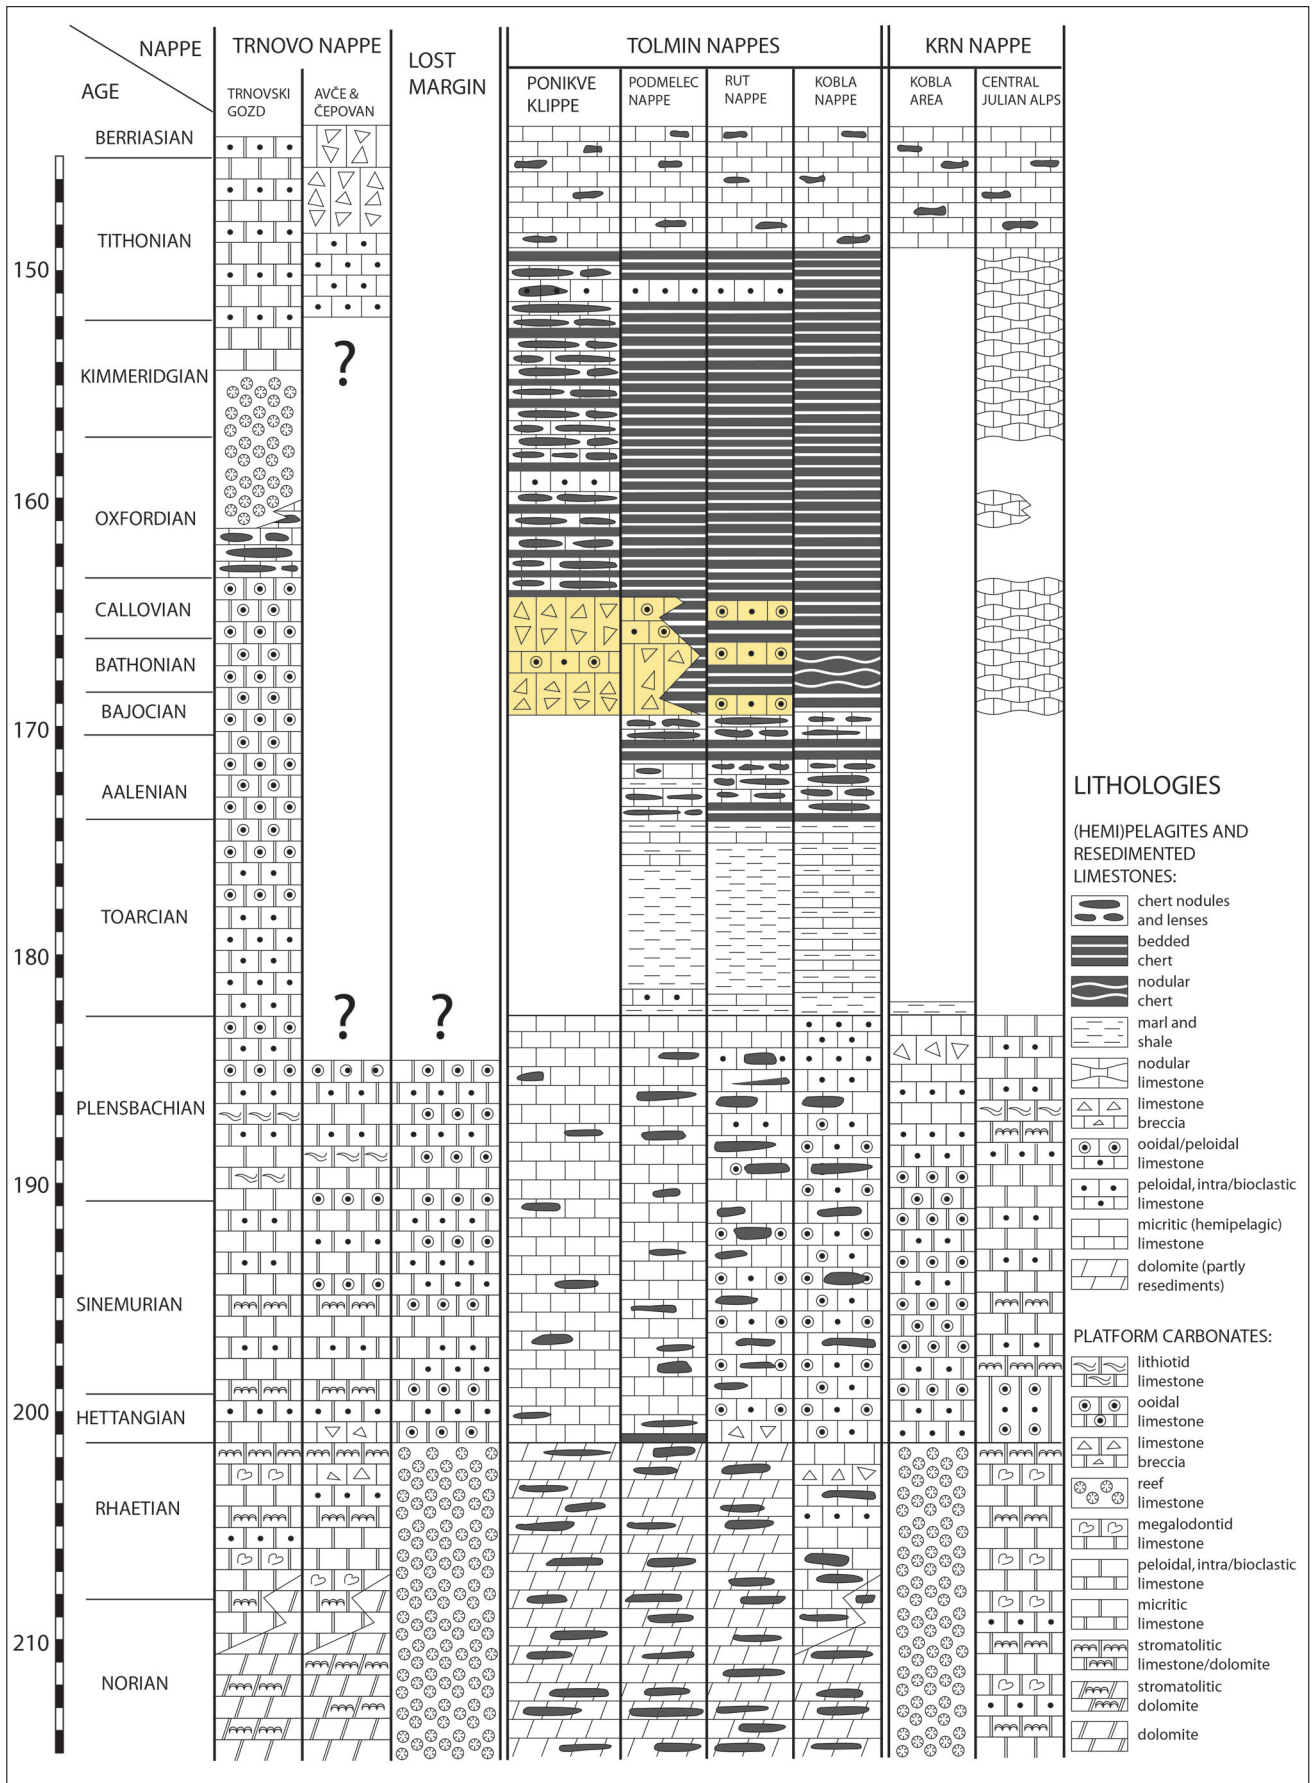 NAPPE
AGE
TRNOVO NAPPE
LOST
MARGIN
TOLMIN NAPPES
KRN NAPPE
TRNOVSKI
GOZD
AVČE &
ČEPOVAN
PONIKVE
KLIPPE
PODMELEC
NAPPE
RUT
NAPPE
KOBLA
NAPPE
KOBLA
AREA
CENTRAL
JULIAN ALPS
BERRIASIAN
TITHONIAN
150
KIMMERIDGIAN
?
160
OXFORDIAN
CALLOVIAN
BATHONIAN
BAJOCIAN
170
AALENIAN
TOARCIAN
180
? ?
PLENSBACHIAN
190
SINEMURIAN
200
HETTANGIAN
RHAETIAN
210
NORIAN
LITHOLOGIES
(HEMI)PELAGITES AND
RESEDIMENTED
LIMESTONES:
chert nodules
and lenses
bedded
chert
nodular
chert
marl and
shale
nodular
limestone
limestone
breccia
ooidal/peloidal
limestone
peloidal, intra/bioclastic
limestone
micritic (hemipelagic)
limestone
dolomite (partly
resediments)
PLATFORM CARBONATES:
lithiotid
limestone
ooidal
limestone
limestone
breccia
reef
limestone
megalodontid
limestone
peloidal, intra/bioclastic
limestone
micritic
limestone
stromatolitic
limestone/dolomite
stromatolitic
dolomite
dolomite